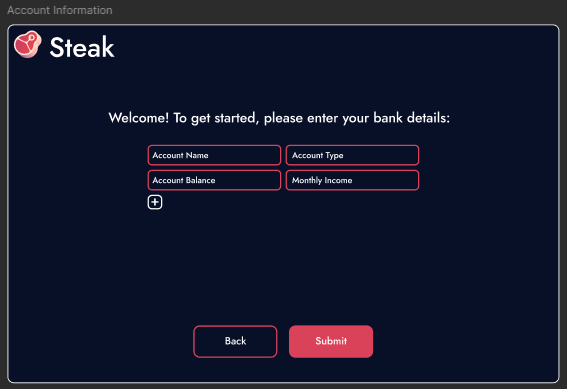 Account Information
Steak
Welcome! To get started, please enter your bank details:
Account Name Account Type
Account Balance Monthly Income
+
Back Submit